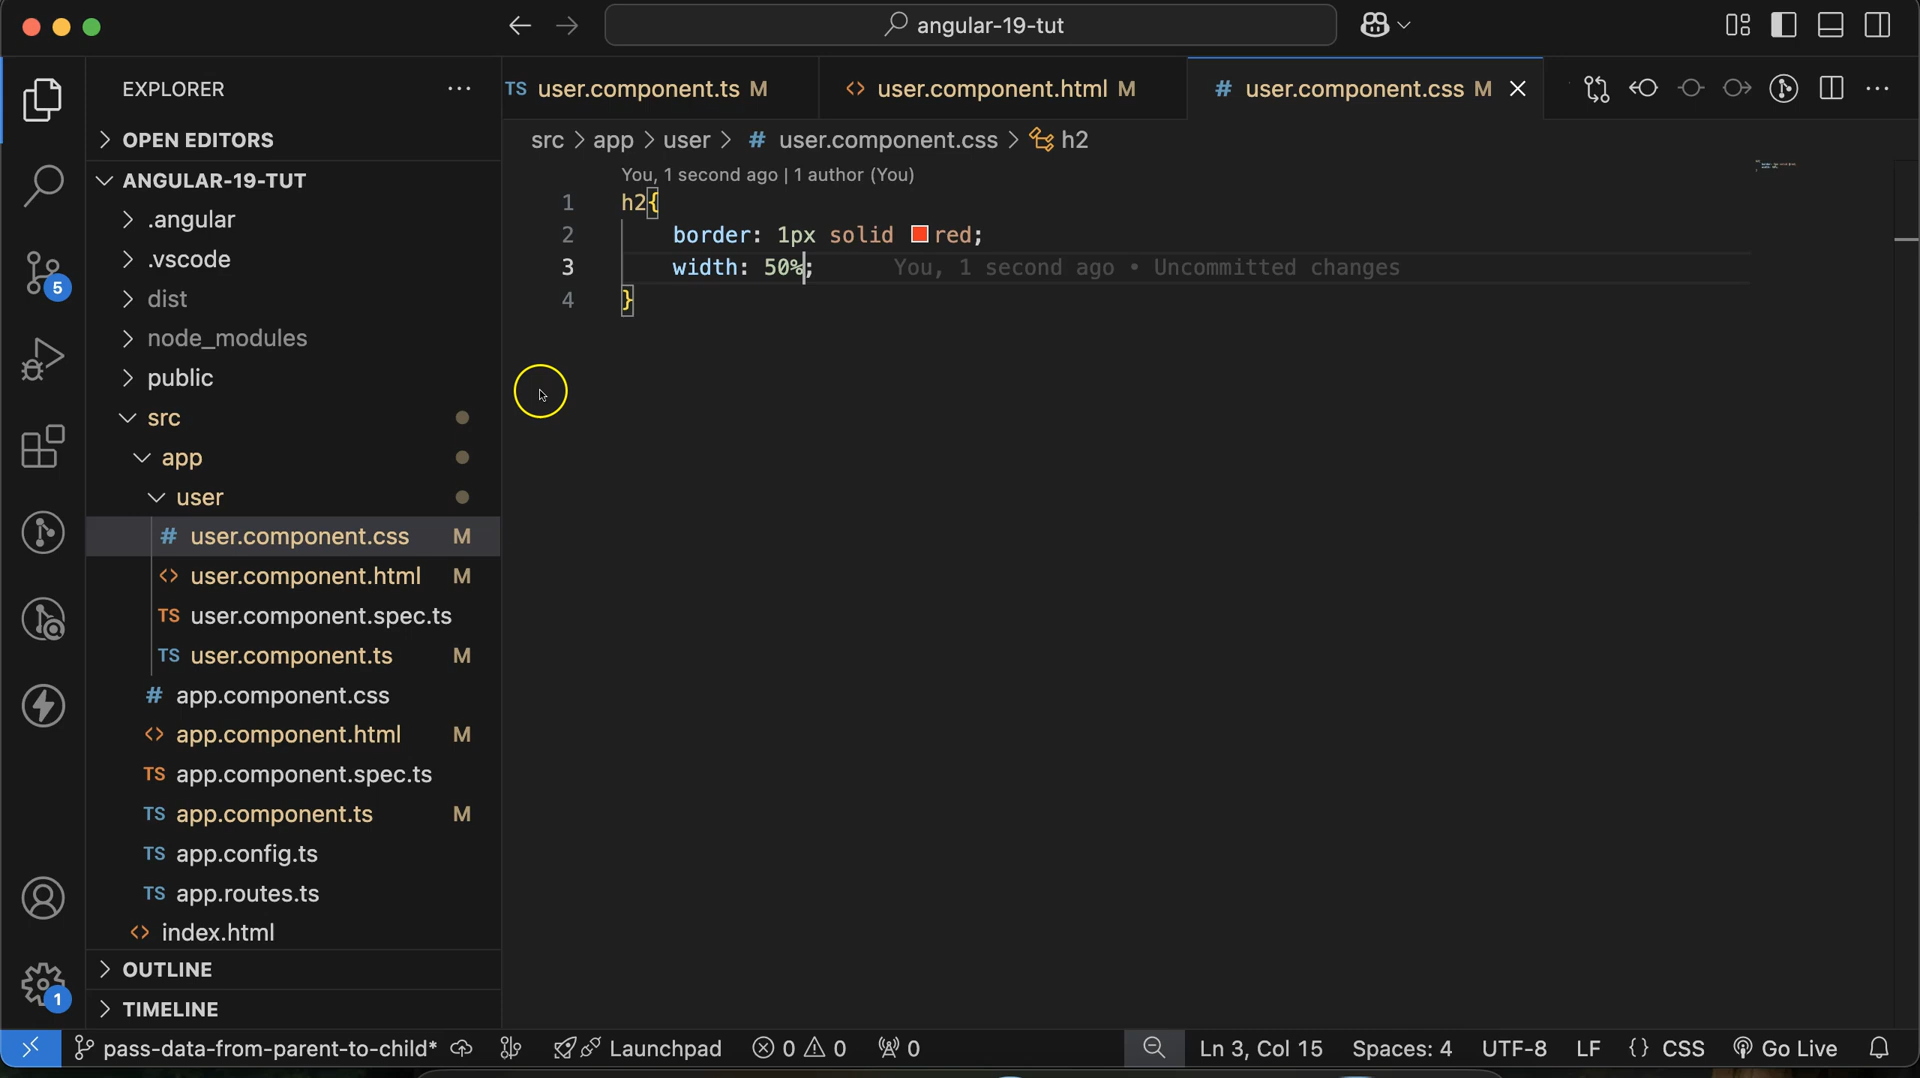 angular-19-tut
EXPLORER
OPEN EDITORS
ANGULAR-19-TUT
.angular
.vscode
dist
node_modules
public
src
app
user
# user.component.css M
<> user.component.html M
TS user.component.spec.ts
TS user.component.ts M
# app.component.css
<> app.component.html M
TS app.component.spec.ts
TS app.component.ts M
TS app.config.ts
TS app.routes.ts
<> index.html
OUTLINE
TIMELINE
5
1
TS user.component.ts M
<> user.component.html M
# user.component.css M
src > app > user > # user.component.css > h2
You, 1 second ago | 1 author (You)
1 h2{
2 border: 1px solid red;
3 width: 50%; You, 1 second ago • Uncommitted changes
4 }
pass-data-from-parent-to-child* Launchpad 0 0 0 Ln 3, Col 15 Spaces: 4 UTF-8 LF {} CSS Go Live